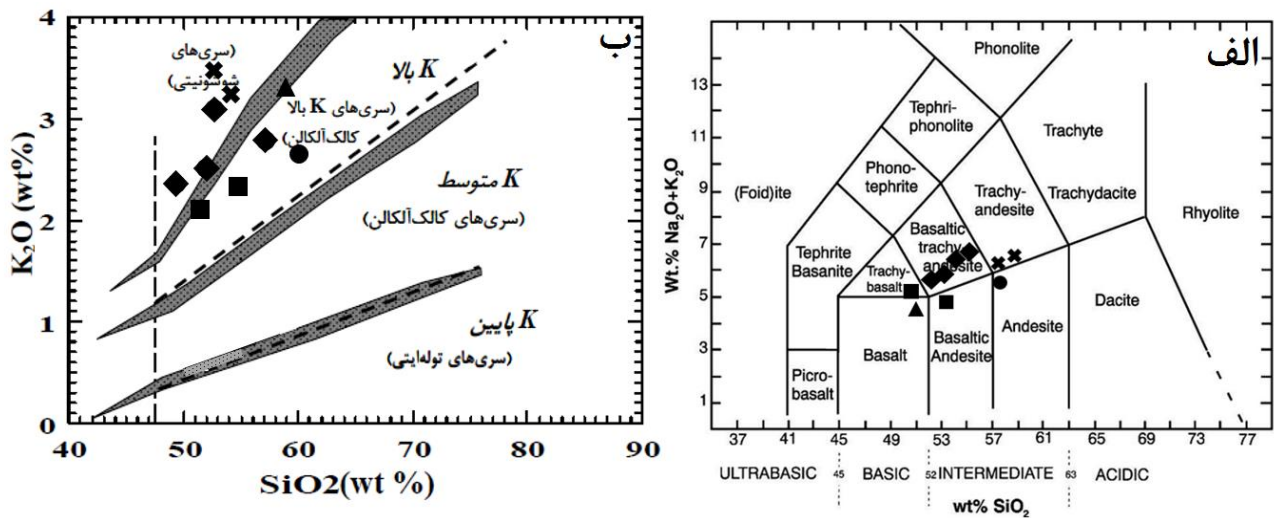 ب
4
3
2
1
0
K₂O (wt%)
40 50 60 70 80 90
SiO2(wt %)
(سری‌های
شوشونیتی)
K بالا
(سری‌های K بالا
کالک‌آلکالن)
K متوسط
(سری‌های کالک‌آلکالن)
K پایین
(سری‌های توله‌ایتی)
الف
Wt.% Na₂O+K₂O
13
11
9
7
5
3
1
Phonolite
Tephri-
phonolite
Trachyte
Phono-
tephrite
(Foid)ite
Trachy-
andesite
Trachydacite
Rhyolite
Basaltic
trachy
andesite
Tephrite
Basanite
Trachy-
basalt
Dacite
Basalt
Basaltic
Andesite
Andesite
Picro-
basalt
37 41 45 49 53 57 61 65 69 73 77
ULTRABASIC 45 BASIC 52 INTERMEDIATE 63 ACIDIC
wt% SiO₂